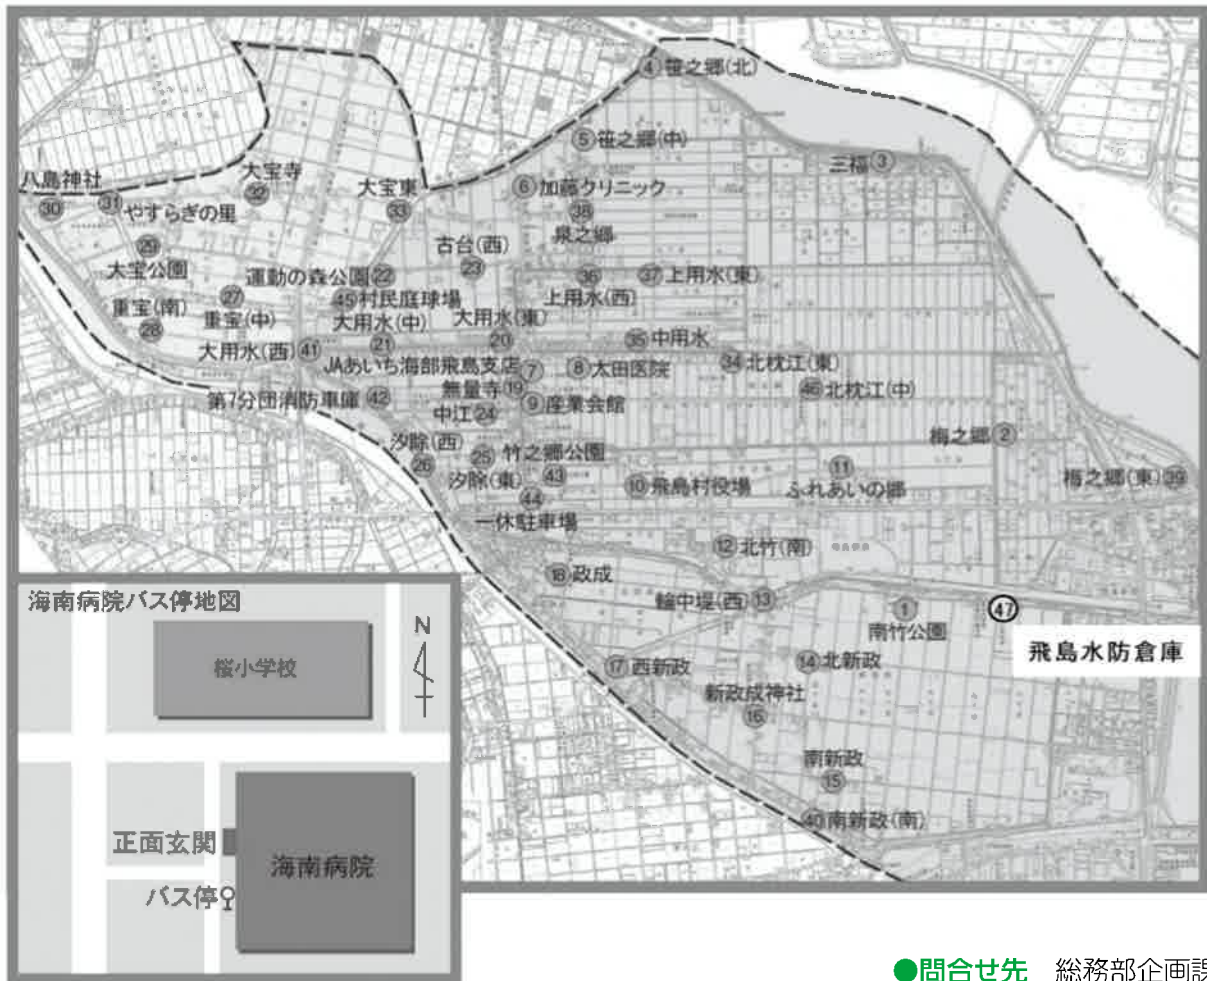 ④笹之郷(北)
⑤笹之郷(中)
三福③
八島神社
㉚
㉛
やすらぎの里
大宝寺
㉜
大宝東
㉝
⑥加藤クリニック
㊳
泉之郷
㉙
大宝公園
古台(西)
㉓
運動の森公園㉒
㊱
上用水(西)
㊲上用水(東)
㉗
重宝(中)
重宝(南)
㉘
㊺村民庭球場
大用水(中)
㉑
大用水(東)
⑳
㉟中用水
大用水(西)㊶
JAあいち海部飛島支店
⑦
⑧太田医院
㉞北枕江(東)
無量寺⑲
㊻北枕江(中)
第7分団消防車庫㊷
⑨産業会館
中江㉔
梅之郷②
汐除(西)
㉖
㉕
竹之郷公園
㊸
汐除(東)
㊹
⑩飛島村役場
⑪
ふれあいの郷
梅之郷(東)㊴
一休駐車場
⑫北竹(南)
⑱政成
輪中堤(西)⑬
①
南竹公園
㊼
飛島水防倉庫
⑰西新政
⑭北新政
新政成神社
⑯
南新政
⑮
㊵南新政(南)
海南病院バス停地図
桜小学校
N
正面玄関
海南病院
バス停
●問合せ先 総務部企画課